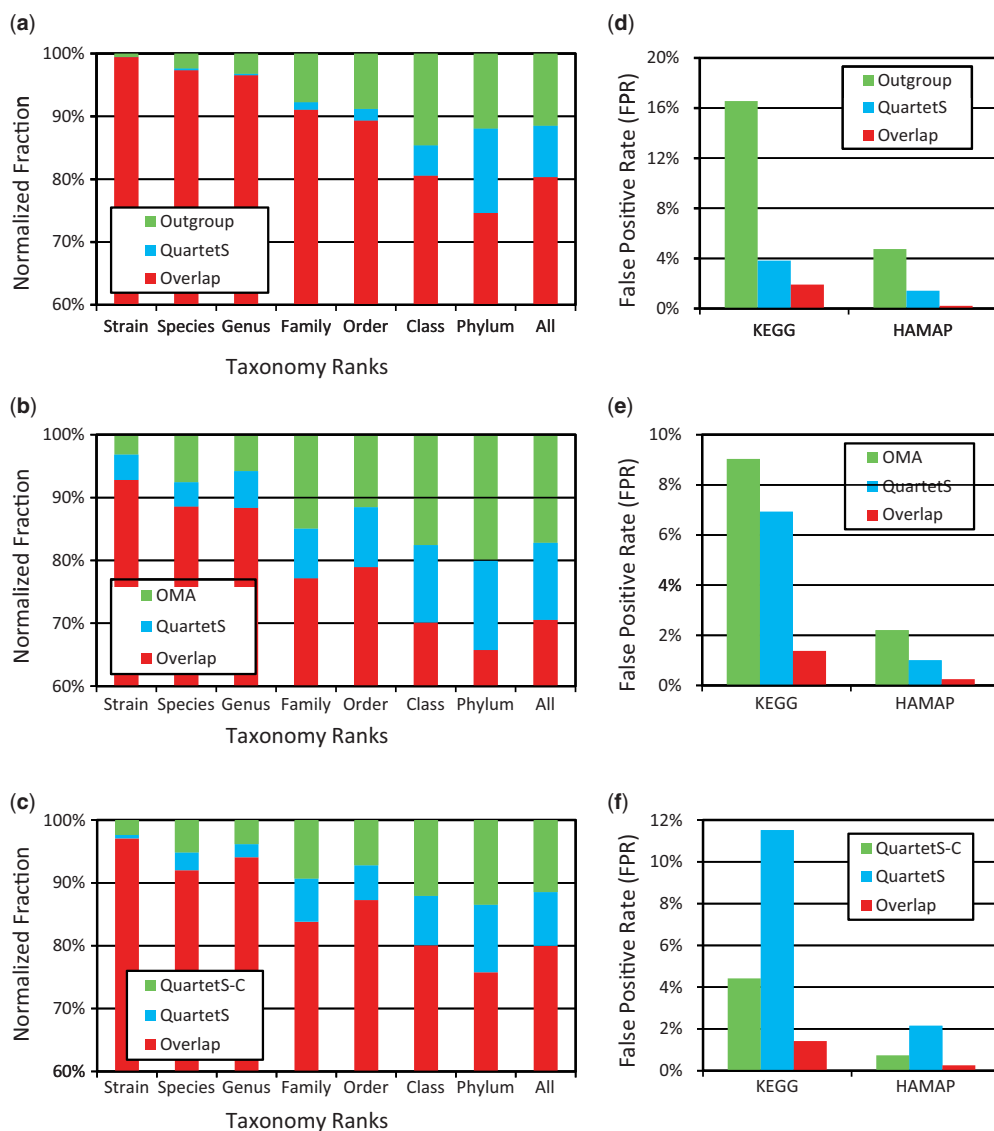 (a)
100%
90%
80%
70%
60%
Normalized Fraction
Outgroup
QuartetS
Overlap
Strain Species Genus Family Order Class Phylum All
Taxonomy Ranks
(d)
20%
16%
12%
8%
4%
0%
False Positive Rate (FPR)
Outgroup
QuartetS
Overlap
KEGG HAMAP
(b)
100%
90%
80%
70%
60%
Normalized Fraction
OMA
QuartetS
Overlap
Strain Species Genus Family Order Class Phylum All
Taxonomy Ranks
(e)
10%
8%
6%
4%
2%
0%
False Positive Rate (FPR)
OMA
QuartetS
Overlap
KEGG HAMAP
(c)
100%
90%
80%
70%
60%
Normalized Fraction
QuartetS-C
QuartetS
Overlap
Strain Species Genus Family Order Class Phylum All
Taxonomy Ranks
(f)
12%
10%
8%
6%
4%
2%
0%
False Positive Rate (FPR)
QuartetS-C
QuartetS
Overlap
KEGG HAMAP